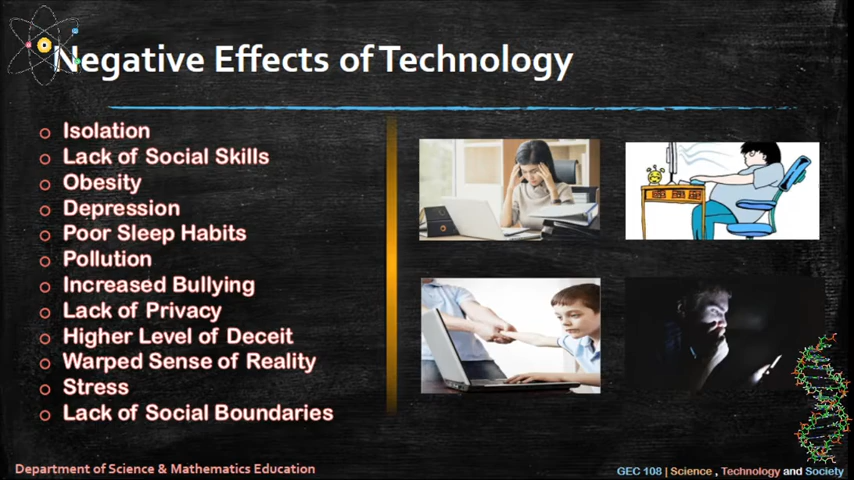 Negative Effects of Technology
Isolation
Lack of Social Skills
Obesity
Depression
Poor Sleep Habits
Pollution
Increased Bullying
Lack of Privacy
Higher Level of Deceit
Warped Sense of Reality
Stress
Lack of Social Boundaries
Department of Science & Mathematics Education
GEC 108 | Science , Technology and Society